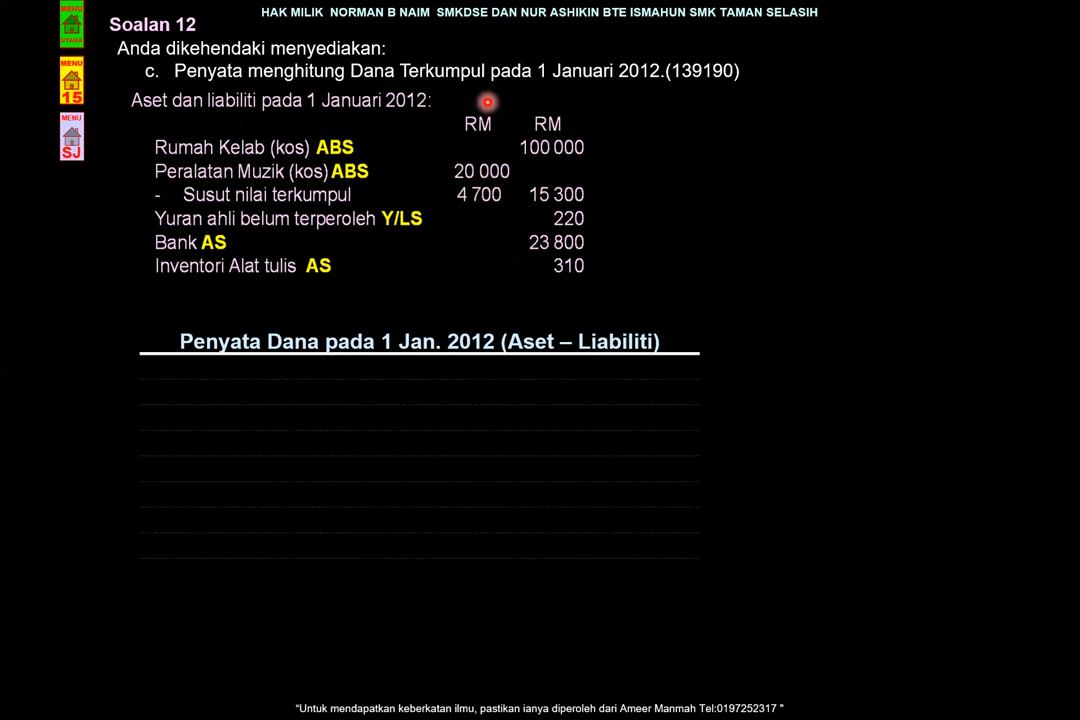 HAK MILIK NORMAN B NAIM SMKDSE DAN NUR ASHIKIN BTE ISMAHUN SMK TAMAN SELASIH
MENU
UTAMA
MENU
15
MENU
SJ
Soalan 12
Anda dikehendaki menyediakan:
c. Penyata menghitung Dana Terkumpul pada 1 Januari 2012.(139190)
Aset dan liabiliti pada 1 Januari 2012:
RM RM
Rumah Kelab (kos) ABS 100 000
Peralatan Muzik (kos) ABS 20 000
- Susut nilai terkumpul 4 700 15 300
Yuran ahli belum terperoleh Y/LS 220
Bank AS 23 800
Inventori Alat tulis AS 310
Penyata Dana pada 1 Jan. 2012 (Aset – Liabiliti)
"Untuk mendapatkan keberkatan ilmu, pastikan ianya diperoleh dari Ameer Manmah Tel:0197252317 "